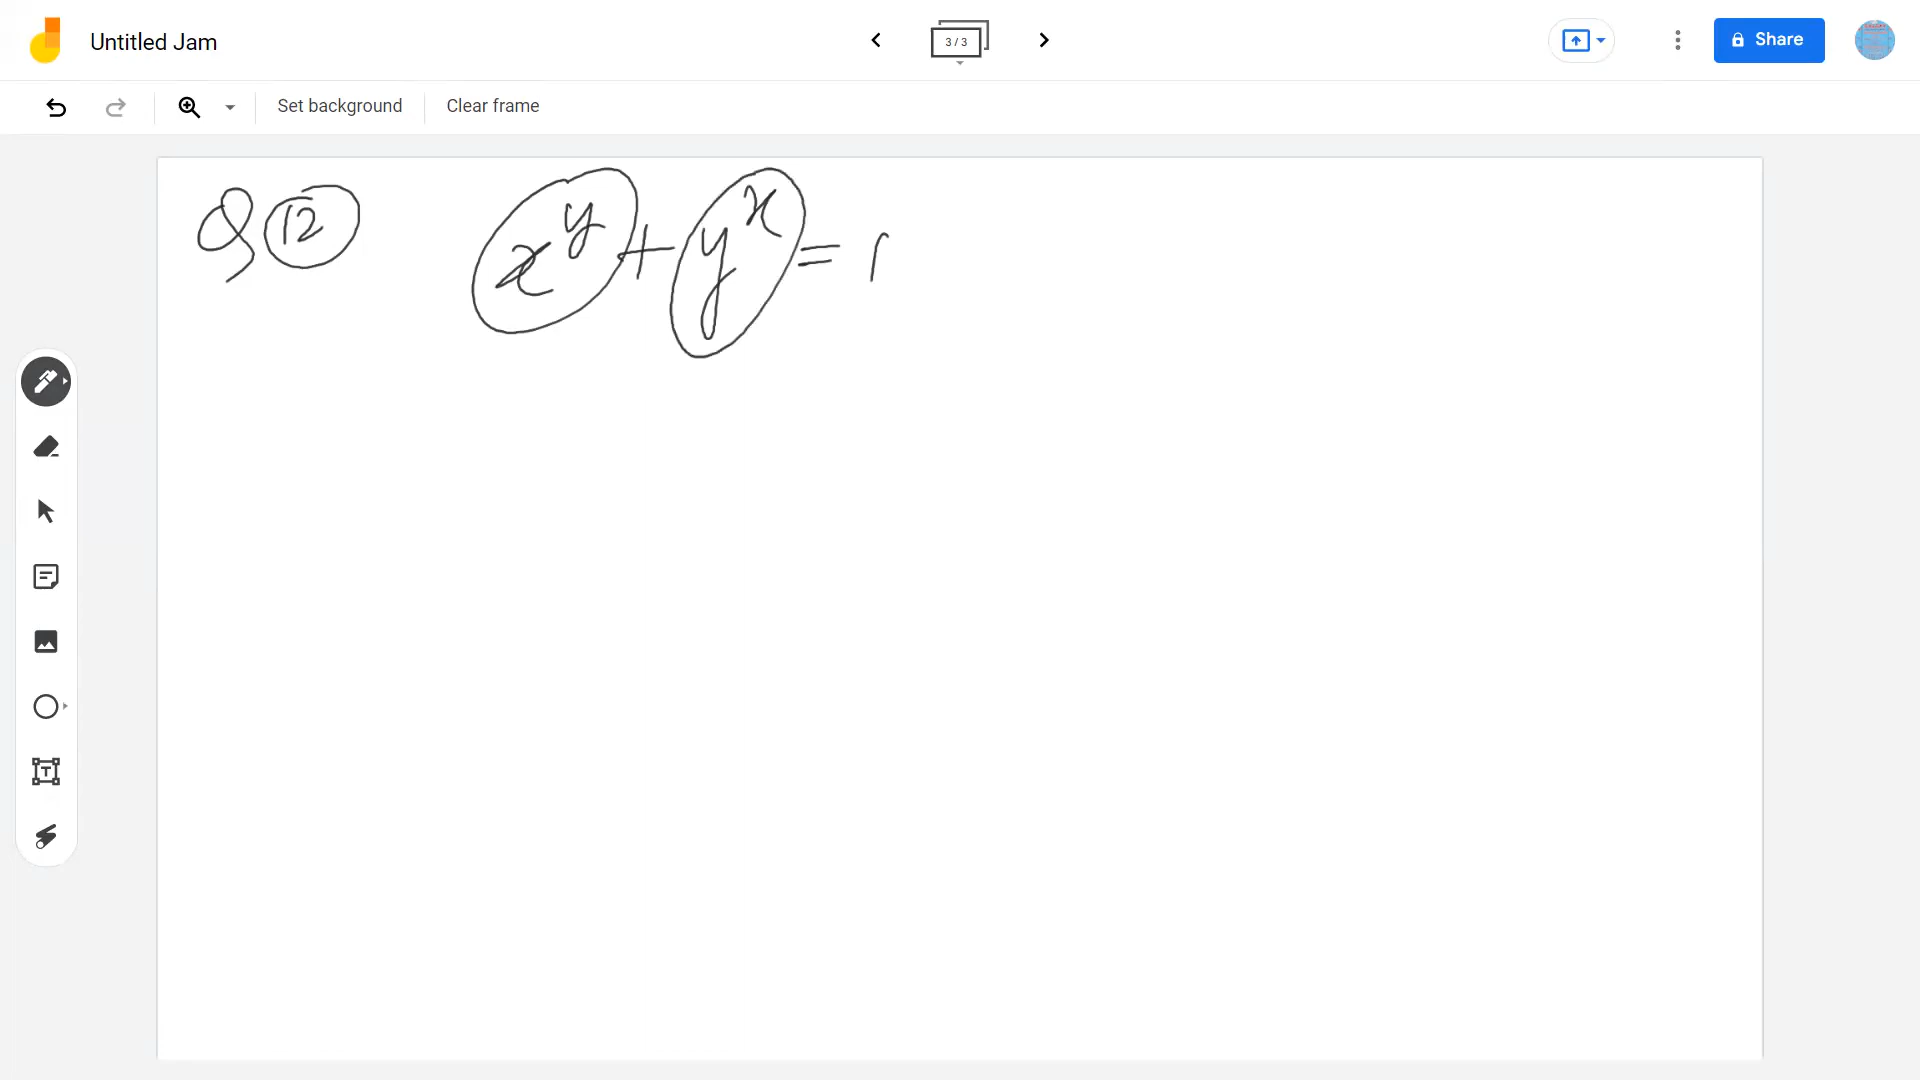 Untitled Jam
3 / 3
Share
Set background
Clear frame
Q 12 x^y + y^x = 1